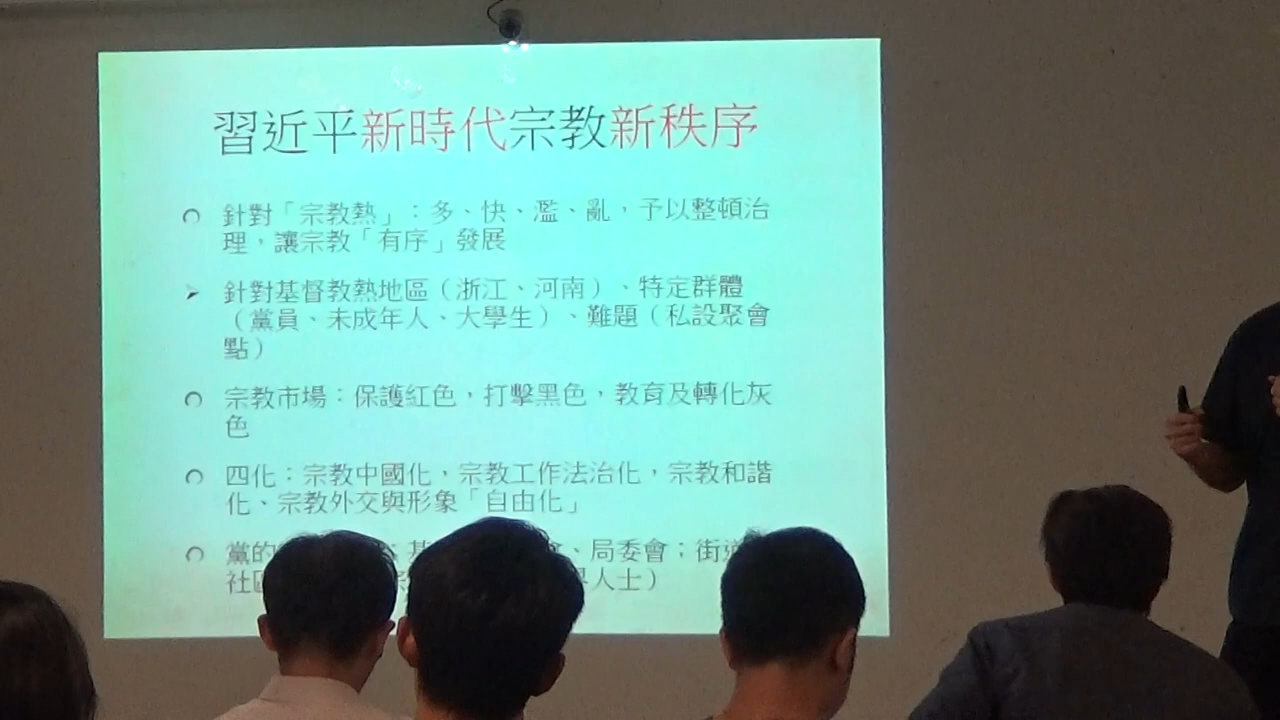 習近平新時代宗教新秩序
針對「宗教熱」：多、快、濫、亂，予以整頓治
理，讓宗教「有序」發展
針對基督教熱地區（浙江、河南）、特定群體
（黨員、未成年人、大學生）、難題（私設聚會
點）
宗教市場：保護紅色，打擊黑色，教育及轉化灰
色
四化：宗教中國化，宗教工作法治化，宗教和諧
化、宗教外交與形象「自由化」
黨的 、局委會；街
社 人士）